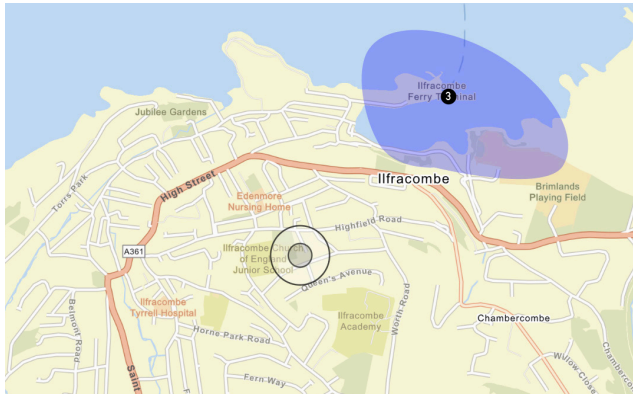 Ilfracombe
Ferry Terminal
3
Jubilee Gardens
Torrs Park
High Street
Ilfracombe
Edenmore
Nursing Home
Brimlands
Playing Field
Highfield Road
A361
Ilfracombe Church
of England
Junior School
Queen's Avenue
Ilfracombe
Tyrrell Hospital
Belmont Road
Worth Road
Ilfracombe
Academy
Chambercombe
Horne Park Road
Fern Way
Saint
F
Willow Close
Chambercom